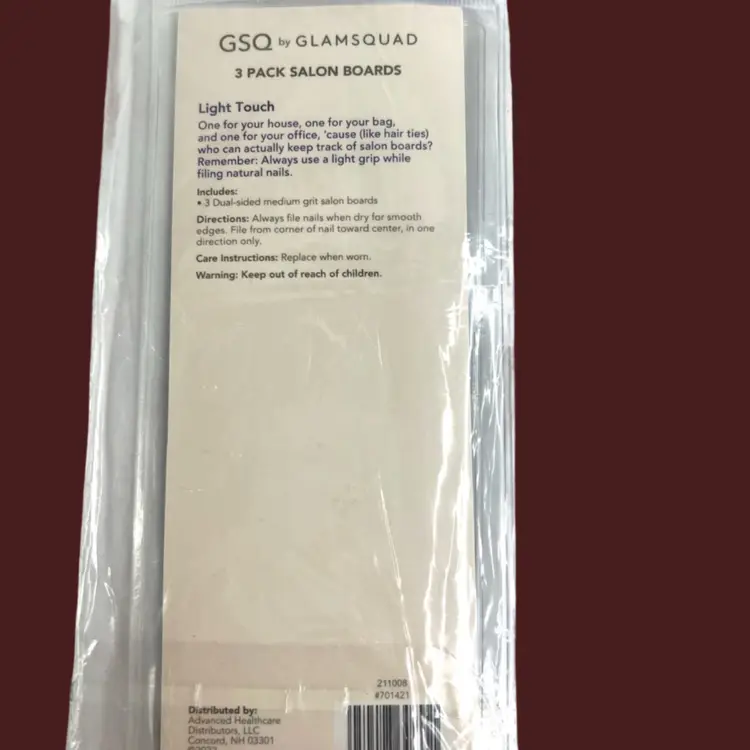 GSQ by GLAMSQUAD
3 PACK SALON BOARDS
Light Touch
One for your house, one for your bag,
and one for your office, 'cause (like hair ties)
who can actually keep track of salon boards?
Remember: Always use a light grip while
filing natural nails.
Includes:
• 3 Dual-sided medium grit salon boards
Directions: Always file nails when dry for smooth
edges. File from corner of nail toward center, in one
direction only.
Care Instructions: Replace when worn.
Warning: Keep out of reach of children.
211008
#701421
Distributed by:
Advanced Healthcare
Distributors, LLC
Concord, NH 03301